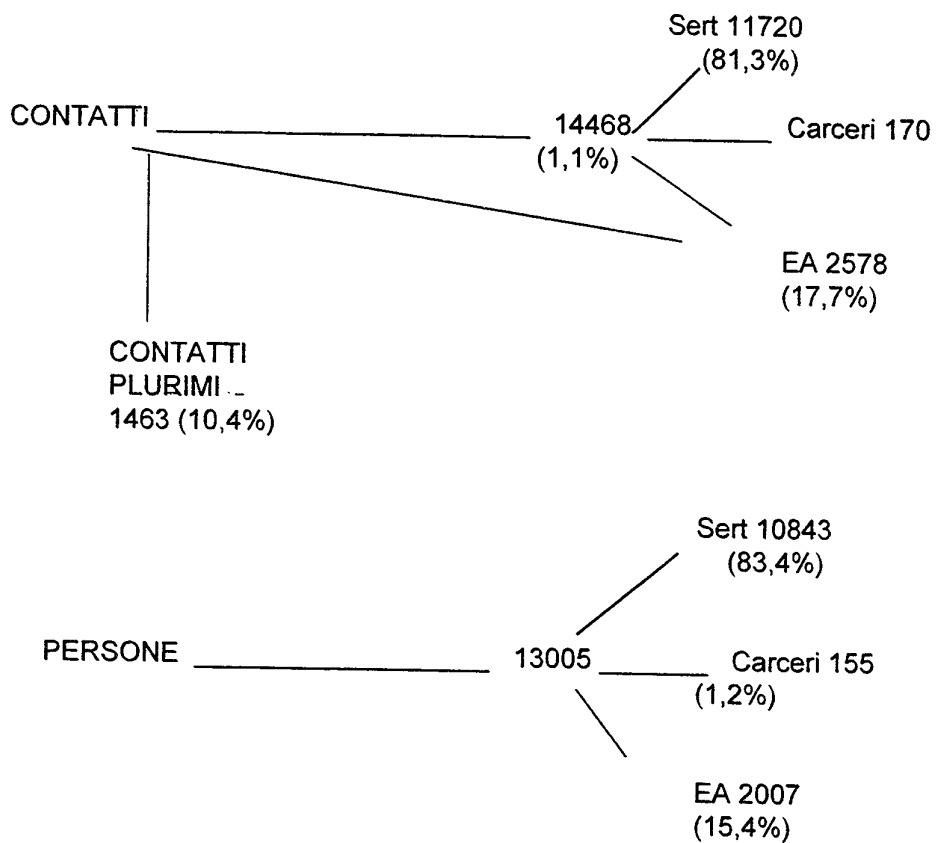 Sert 11720
(81,3%)
CONTATTI
14468
Carceri 170
(1,1%)
EA 2578
(17,7%)
CONTATTI
PLURIMI
1463 (10,4%)
Sert 10843
(83,4%)
PERSONE
13005
Carceri 155
(1,2%)
EA 2007
(15,4%)